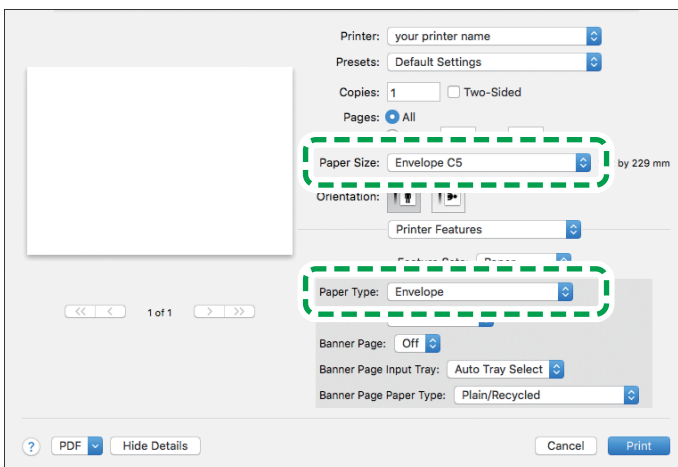 Printer: your printer name
Presets: Default Settings
Copies: 1 Two-Sided
Pages: All
Paper Size: Envelope C5 by 229 mm
Orientation:
Printer Features
Paper Type: Envelope
<< < 1 of 1 > >>
Banner Page: Off
Banner Page Input Tray: Auto Tray Select
Banner Page Paper Type: Plain/Recycled
? PDF Hide Details Cancel Print